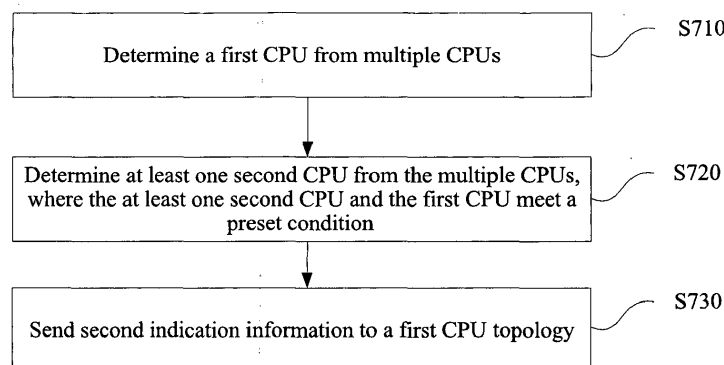 Determine a first CPU from multiple CPUs
S710
Determine at least one second CPU from the multiple CPUs,
where the at least one second CPU and the first CPU meet a
preset condition
S720
Send second indication information to a first CPU topology
S730